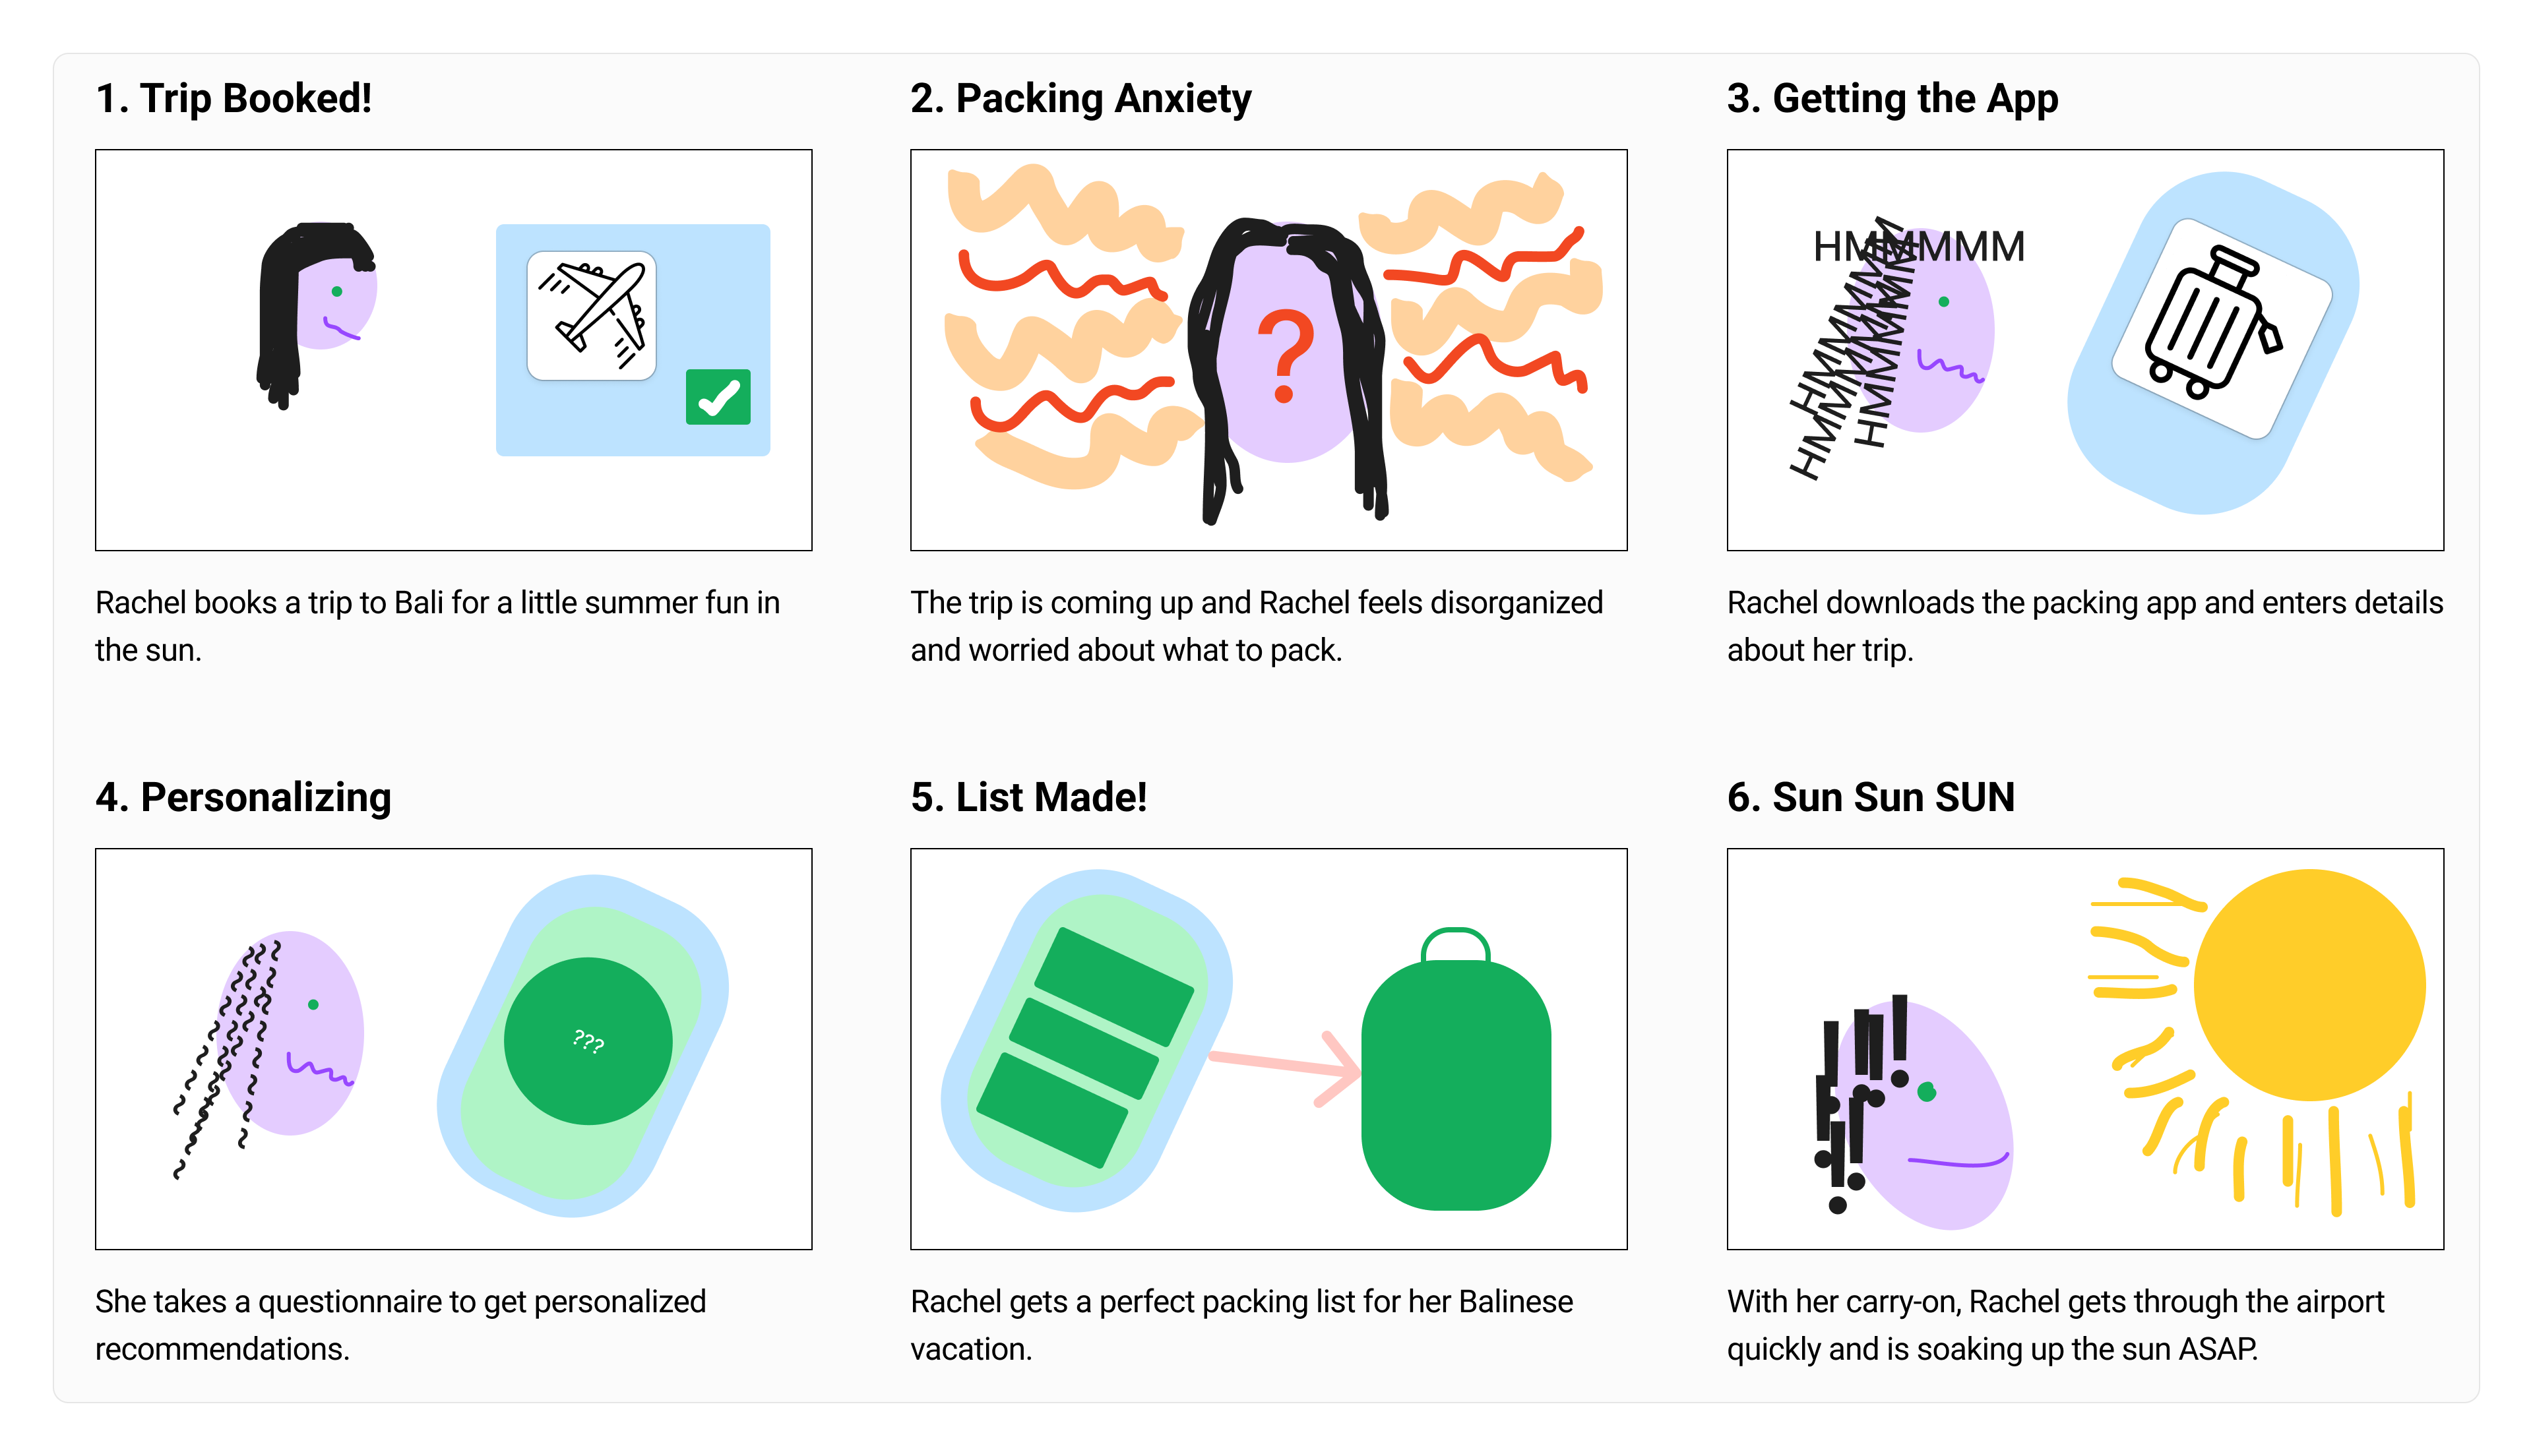 1. Trip Booked!
Rachel books a trip to Bali for a little summer fun in
the sun.
2. Packing Anxiety
?
The trip is coming up and Rachel feels disorganized
and worried about what to pack.
3. Getting the App
HMMMMM
HMMMMM
HMMMMM
HMMMMM
Rachel downloads the packing app and enters details
about her trip.
4. Personalizing
???
She takes a questionnaire to get personalized
recommendations.
5. List Made!
Rachel gets a perfect packing list for her Balinese
vacation.
6. Sun Sun SUN
! ! ! ! ! ! !
With her carry-on, Rachel gets through the airport
quickly and is soaking up the sun ASAP.